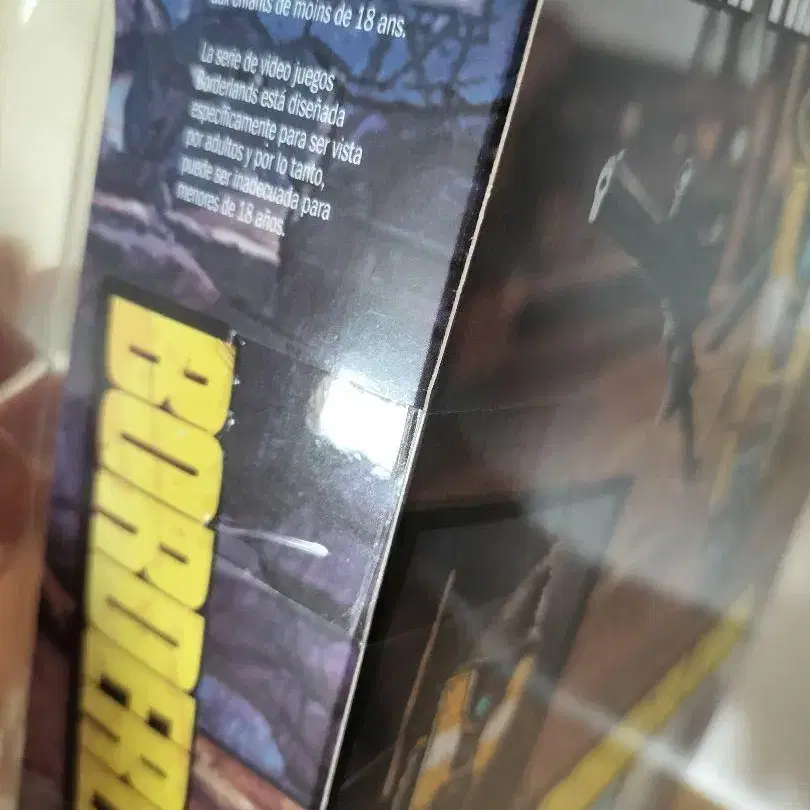 enfants de moins de 18 ans.
La serie de video juegos
Borderlands está diseñada
específicamente para ser vista
por adultos y por lo tanto,
puede ser inadecuada para
menores de 18 años.
BORDER